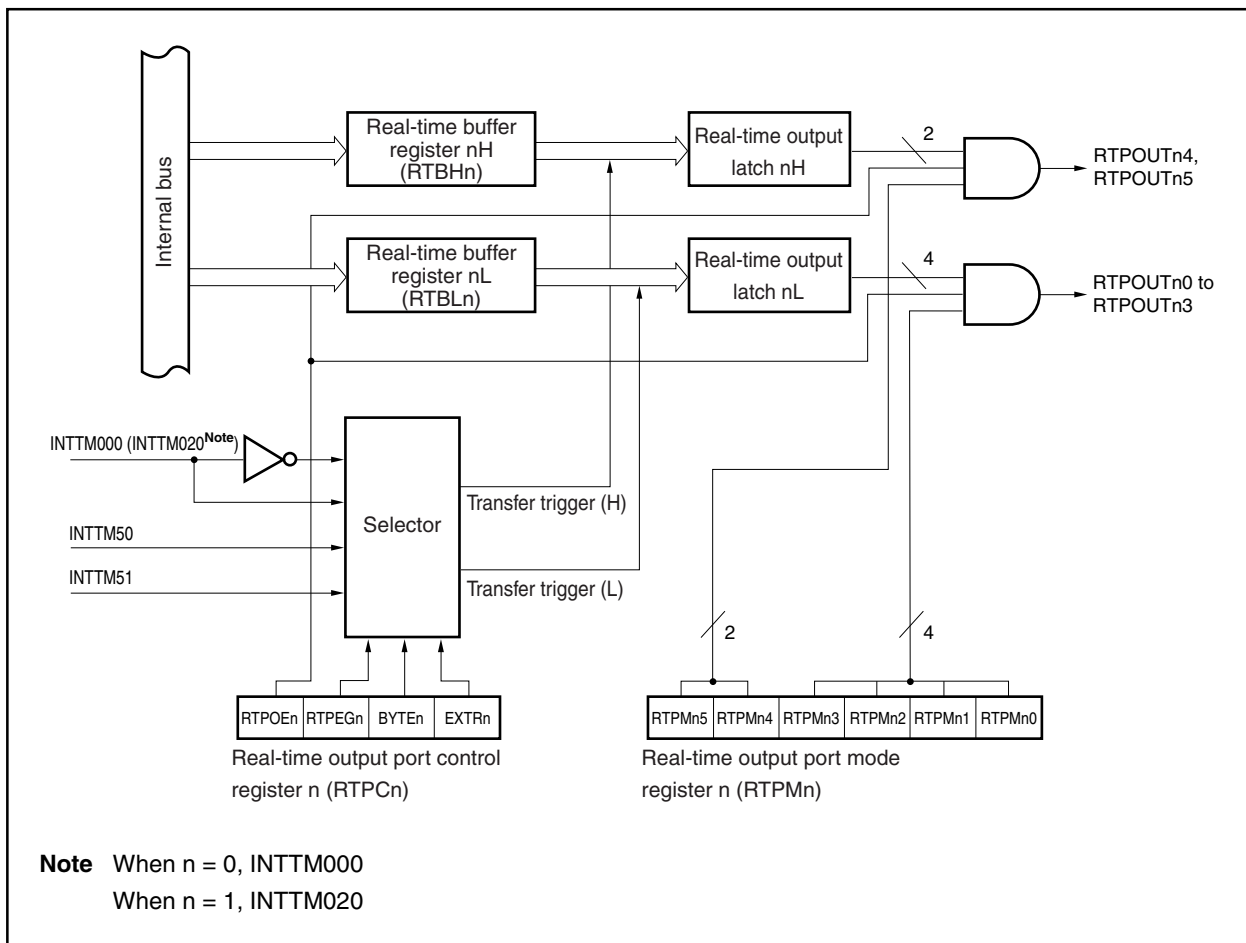 Internal bus
Real-time buffer
register nH
(RTBHn)
Real-time output
latch nH
2
RTPOUTn4,
RTPOUTn5
Real-time buffer
register nL
(RTBLn)
Real-time output
latch nL
4
RTPOUTn0 to
RTPOUTn3
INTTM000 (INTTM020Note)
INTTM50
INTTM51
Selector
Transfer trigger (H)
Transfer trigger (L)
2
4
RTPOEn RTPEGn BYTEn EXTRn
Real-time output port control
register n (RTPCn)
RTPMn5 RTPMn4 RTPMn3 RTPMn2 RTPMn1 RTPMn0
Real-time output port mode
register n (RTPMn)
Note When n = 0, INTTM000
When n = 1, INTTM020